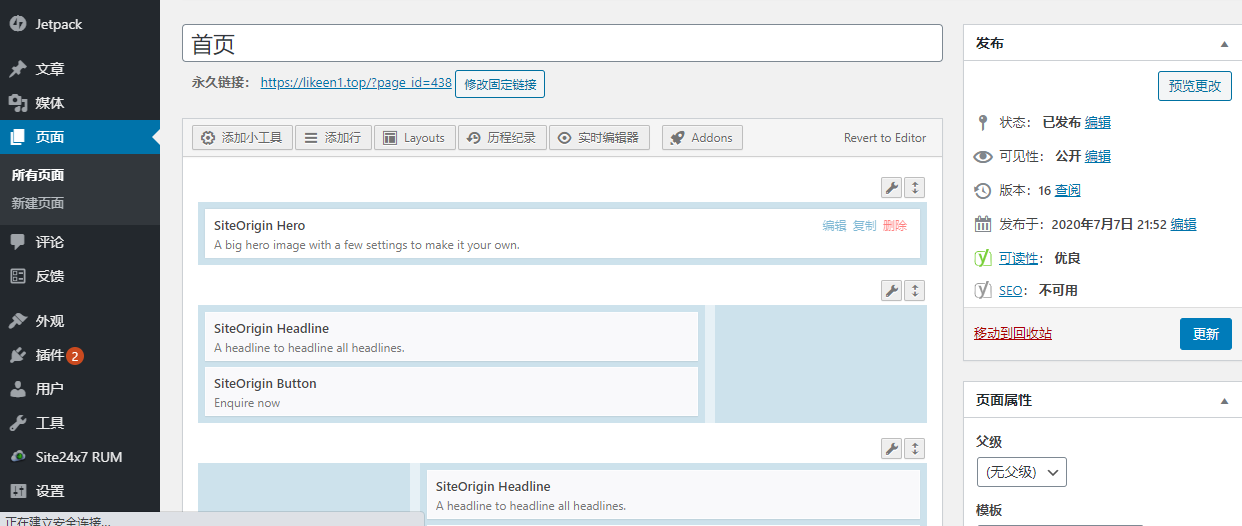 Jetpack
文章
媒体
页面
所有页面
新建页面
评论
反馈
外观
插件 2
用户
工具
Site24x7 RUM
设置
正在建立安全连接...
首页
永久链接： https://likeen1.top/?page_id=438 修改固定链接
添加小工具 添加行 Layouts 历程纪录 实时编辑器 Addons Revert to Editor
SiteOrigin Hero 编辑 复制 删除
A big hero image with a few settings to make it your own.
SiteOrigin Headline
A headline to headline all headlines.
SiteOrigin Button
Enquire now
SiteOrigin Headline
A headline to headline all headlines.
发布
预览更改
状态： 已发布 编辑
可见性： 公开 编辑
版本：16 查阅
发布于：2020年7月7日 21:52 编辑
可读性： 优良
SEO： 不可用
移动到回收站 更新
页面属性
父级
(无父级)
模板